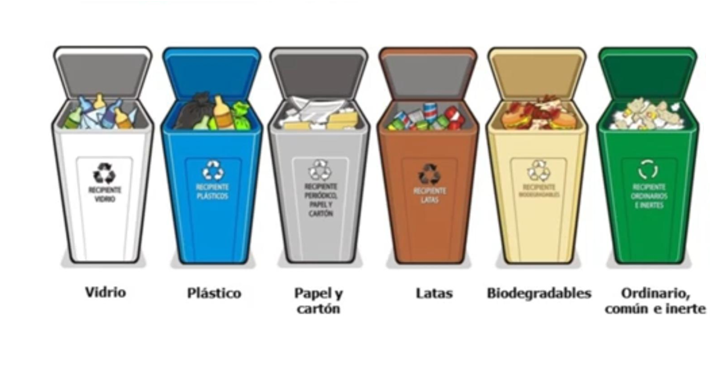 RECIPIENTE
VIDRIO
RECIPIENTE
PLÁSTICOS
RECIPIENTE
PERIÓDICO,
PAPEL Y
CARTÓN
RECIPIENTE
LATAS
RECIPIENTE
BIODEGRADABLES
RECIPIENTE
ORDINARIOS
E INERTES
Vidrio
Plástico
Papel y
cartón
Latas
Biodegradables
Ordinario,
común e inerte